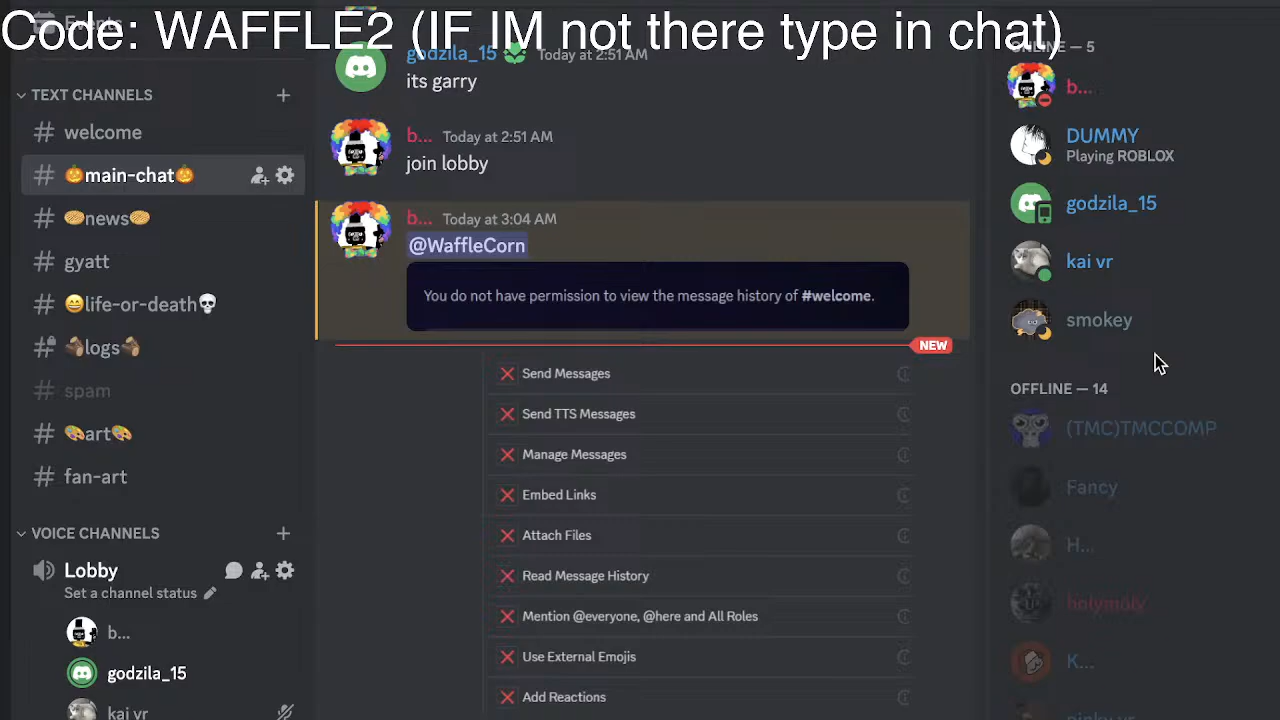 Code: WAFFLE2 (IF IM not there type in chat)
Events
TEXT CHANNELS
welcome
🎃main-chat🎃
🧇news🧇
gyatt
😄life-or-death💀
🪵logs🪵
spam
🎨art🎨
fan-art
VOICE CHANNELS
Lobby
Set a channel status
b...
godzila_15
kai vr
godzila_15 Today at 2:51 AM
its garry
b... Today at 2:51 AM
join lobby
b... Today at 3:04 AM
@WaffleCorn
You do not have permission to view the message history of #welcome.
NEW
Send Messages
Send TTS Messages
Manage Messages
Embed Links
Attach Files
Read Message History
Mention @everyone, @here and All Roles
Use External Emojis
Add Reactions
ONLINE — 5
b...
DUMMY
Playing ROBLOX
godzila_15
kai vr
smokey
OFFLINE — 14
(TMC)TMCCOMP
Fancy
H...
holymoly
K...
pinky vr